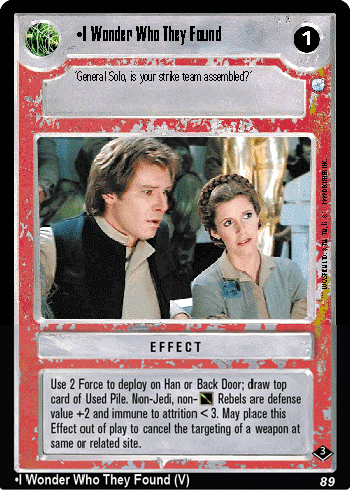 •I Wonder Who They Found
1
'General Solo, is your strike team assembled?'
EFFECT
Use 2 Force to deploy on Han or Back Door; draw top
card of Used Pile. Non-Jedi, non-
Rebels are defense
value +2 and immune to attrition < 3. May place this
Effect out of play to cancel the targeting of a weapon at
same or related site.
3
•I Wonder Who They Found (V)
89